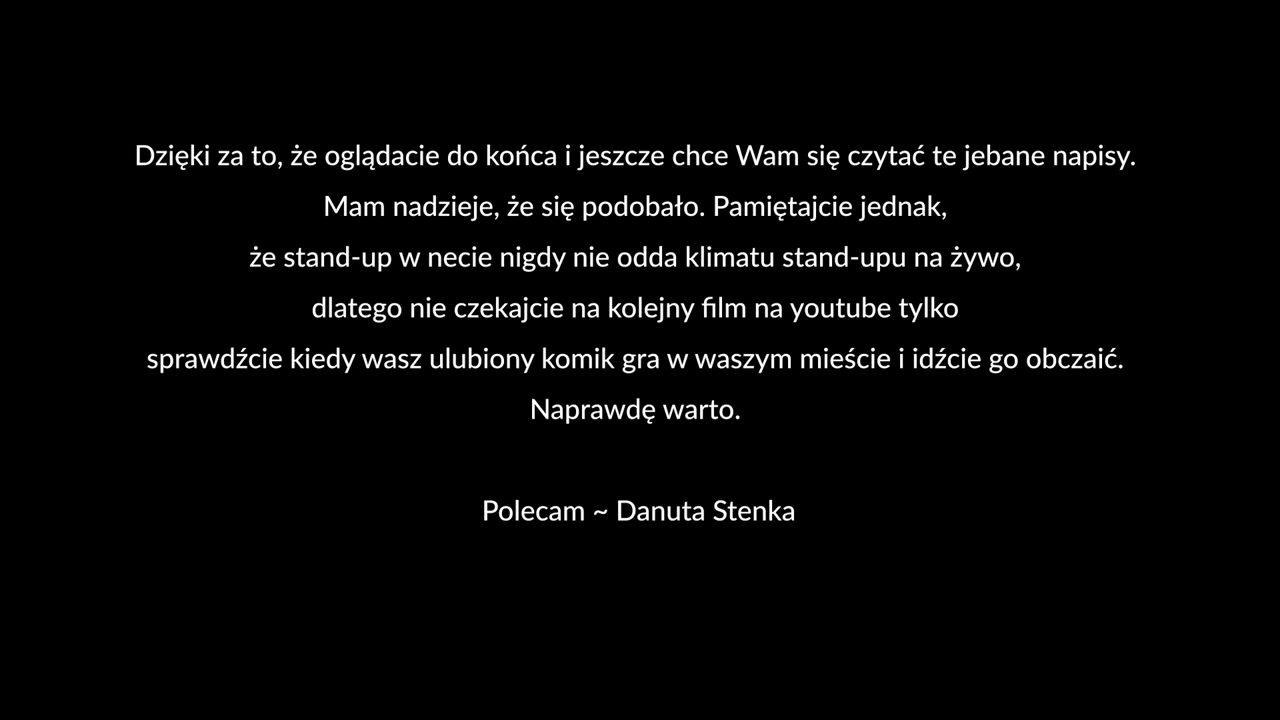 Dzięki za to, że oglądacie do końca i jeszcze chce Wam się czytać te jebane napisy.
Mam nadzieje, że się podobało. Pamiętajcie jednak,
że stand-up w necie nigdy nie odda klimatu stand-upu na żywo,
dlatego nie czekajcie na kolejny film na youtube tylko
sprawdźcie kiedy wasz ulubiony komik gra w waszym mieście i idźcie go obczaić.
Naprawdę warto.
Polecam ~ Danuta Stenka